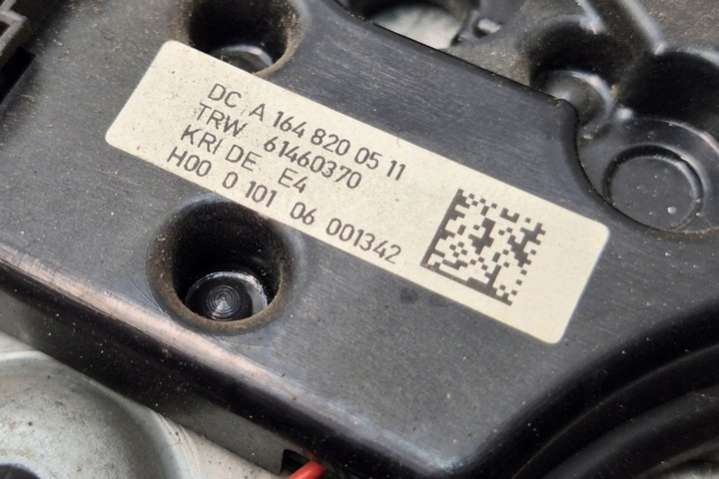 DC A 164 820 05 11
TRW 61460370
KRI DE E4
H00 0 101 06 001342